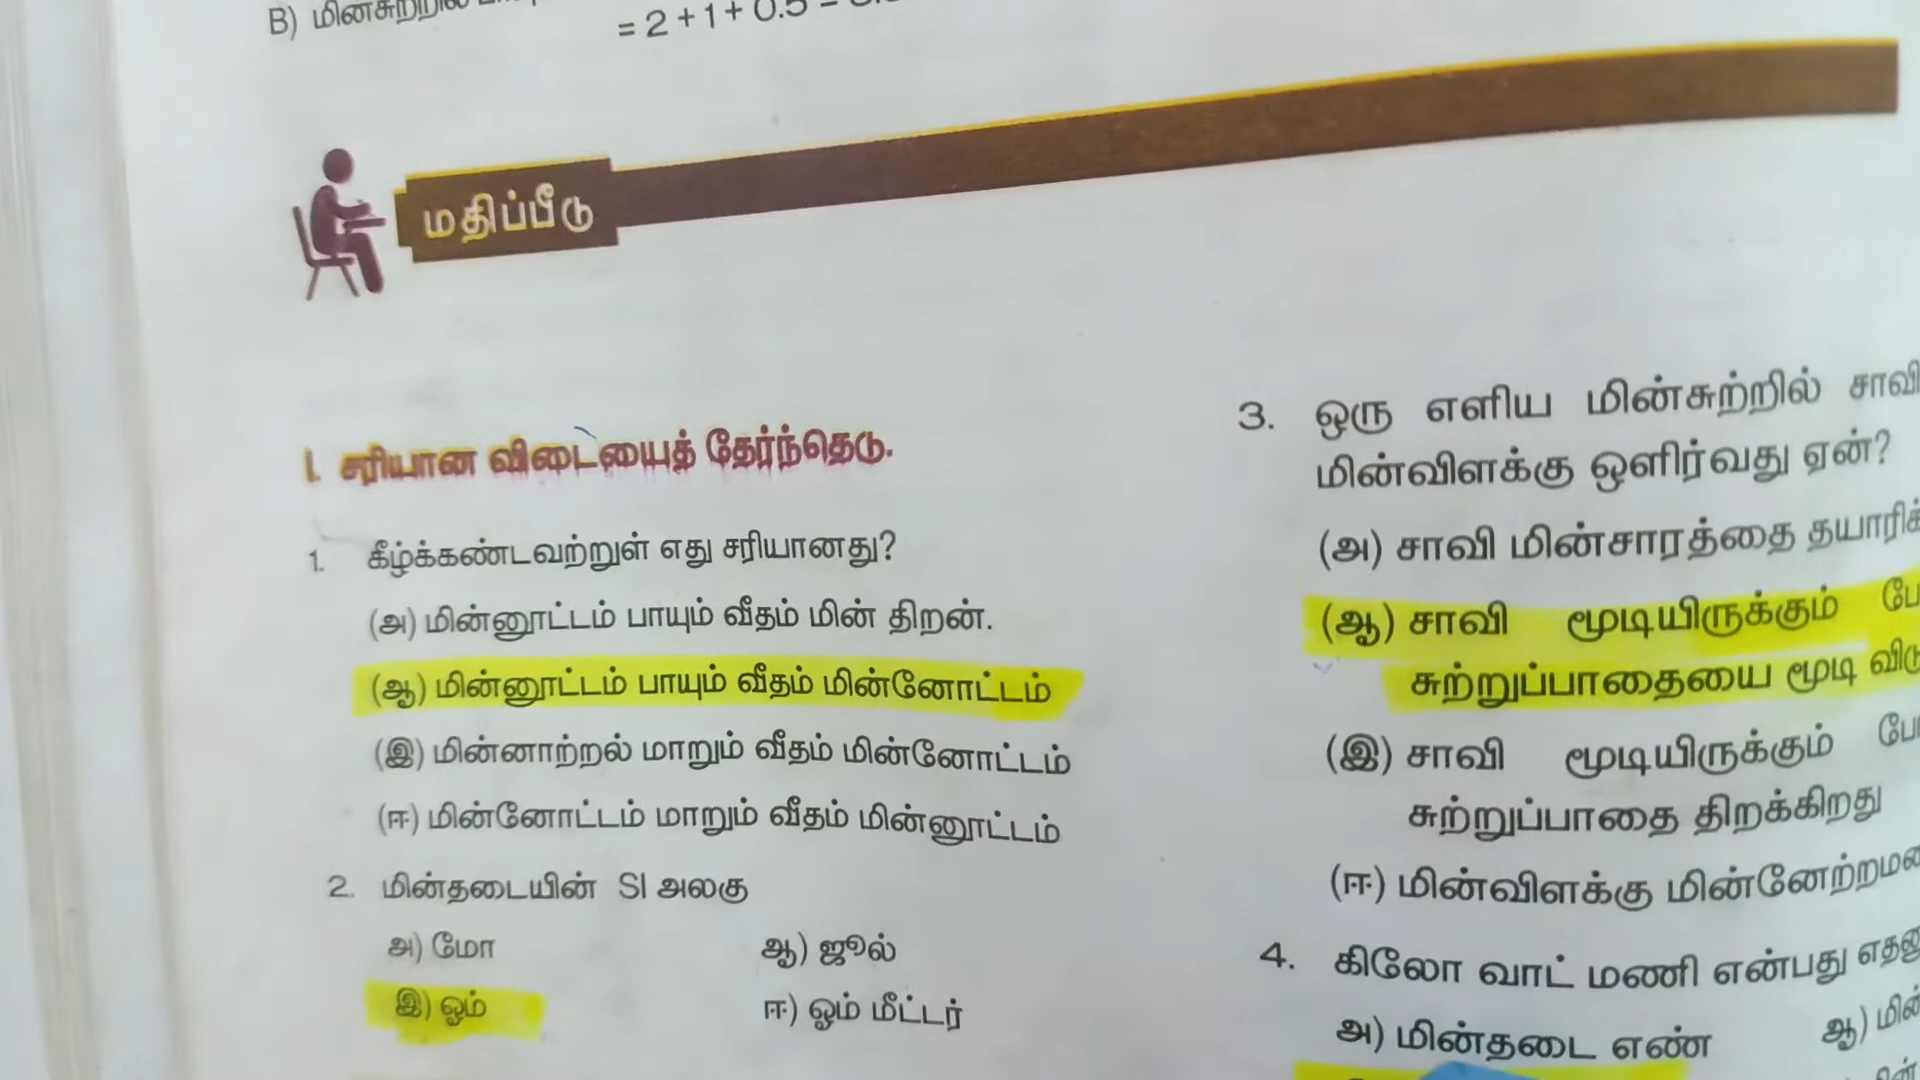 B)
= 2 + 1 + 0.5
மதிப்பீடு
I. சரியான விடையைத் தேர்ந்தெடு.
1. கீழ்க்கண்டவற்றுள் எது சரியானது?
(அ) மின்னூட்டம் பாயும் வீதம் மின் திறன்.
(ஆ) மின்னூட்டம் பாயும் வீதம் மின்னோட்டம்
(இ) மின்னாற்றல் மாறும் வீதம் மின்னோட்டம்
(ஈ) மின்னோட்டம் மாறும் வீதம் மின்னூட்டம்
2. மின்தடையின் SI அலகு
அ) மோ ஆ) ஜூல்
இ) ஓம் ஈ) ஓம் மீட்டர்
3. ஒரு எளிய மின்சுற்றில் சாவி
மின்விளக்கு ஒளிர்வது ஏன்?
(அ) சாவி மின்சாரத்தை
(ஆ) சாவி மூடியிருக்கும்
சுற்றுப்பாதையை மூடி
(இ) சாவி மூடியிருக்கும்
சுற்றுப்பாதை திறக்கிறது
(ஈ) மின்விளக்கு
4. கிலோ வாட் மணி என்பது
அ) மின்தடை எண் ஆ)